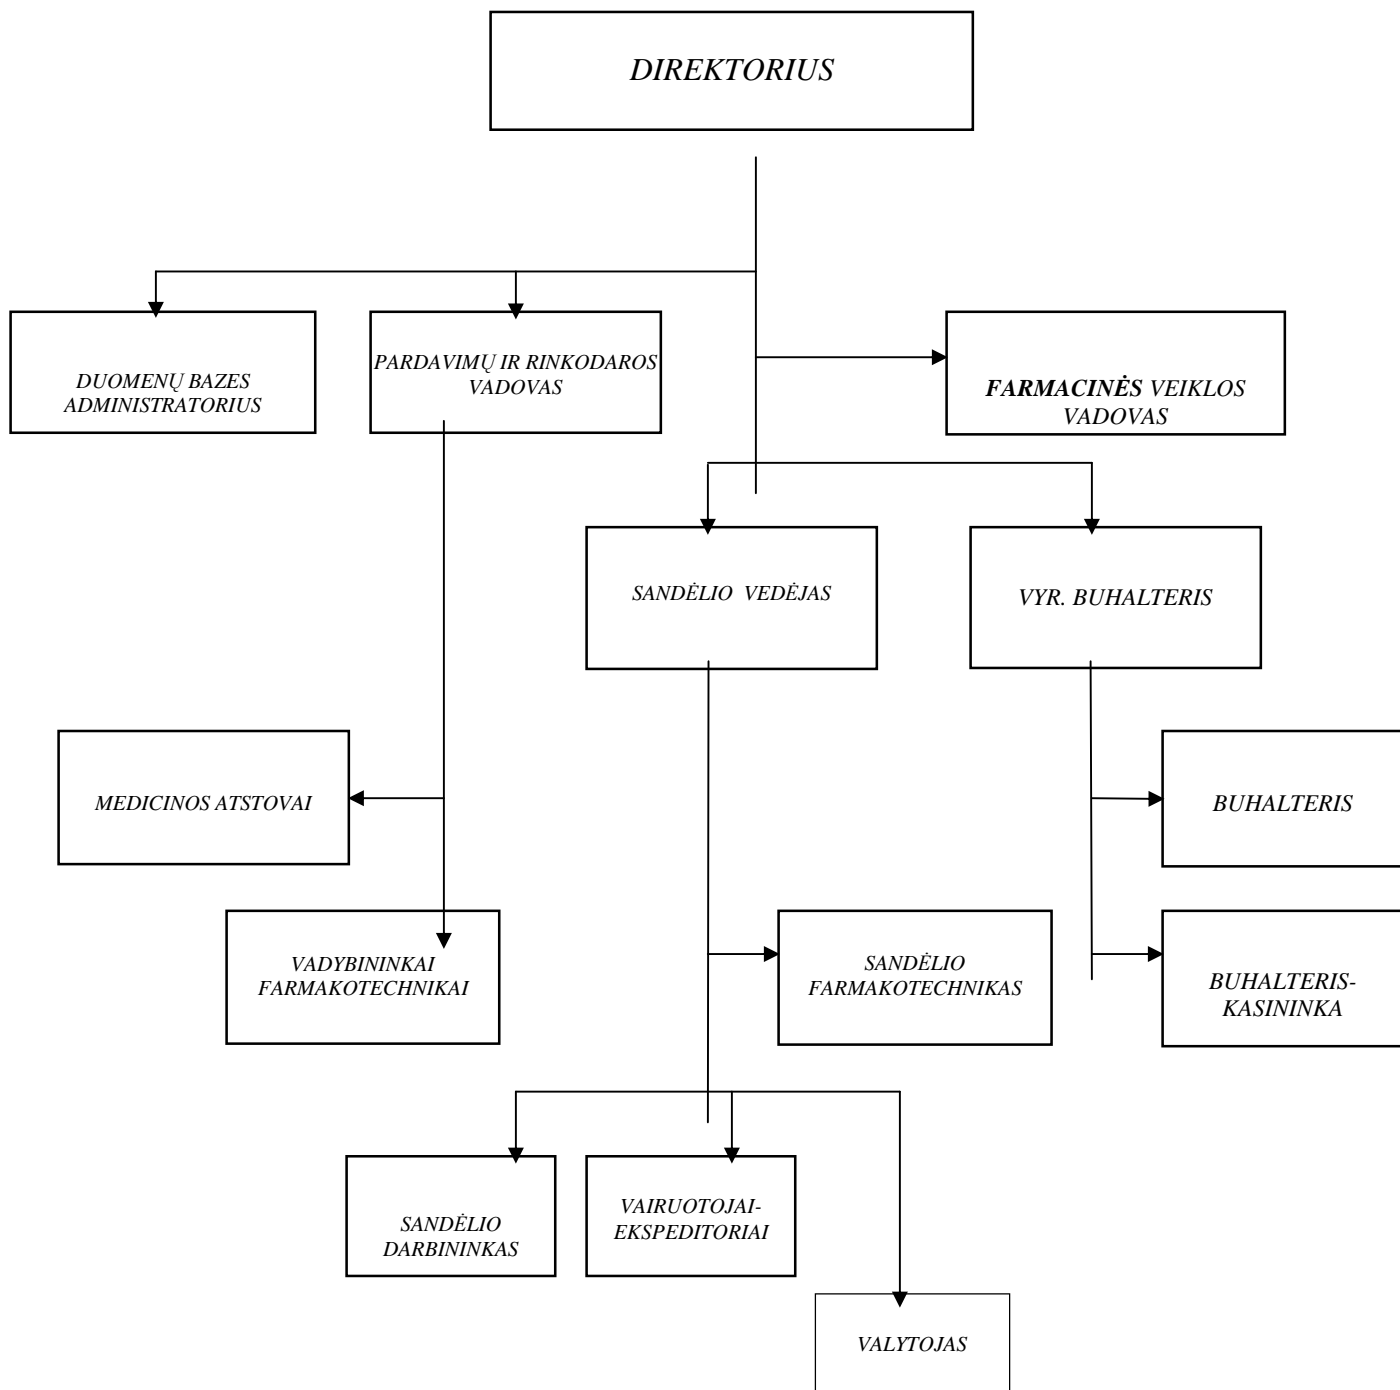 DIREKTORIUS
DUOMENŲ BAZES
ADMINISTRATORIUS
PARDAVIMŲ IR RINKODAROS
VADOVAS
FARMACINĖS VEIKLOS
VADOVAS
SANDĖLIO VEDĖJAS
VYR. BUHALTERIS
MEDICINOS ATSTOVAI
BUHALTERIS
VADYBININKAI
FARMAKOTECHNIKAI
SANDĖLIO
FARMAKOTECHNIKAS
BUHALTERIS-
KASININKA
SANDĖLIO
DARBININKAS
VAIRUOTOJAI-
EKSPEDITORIAI
VALYTOJAS